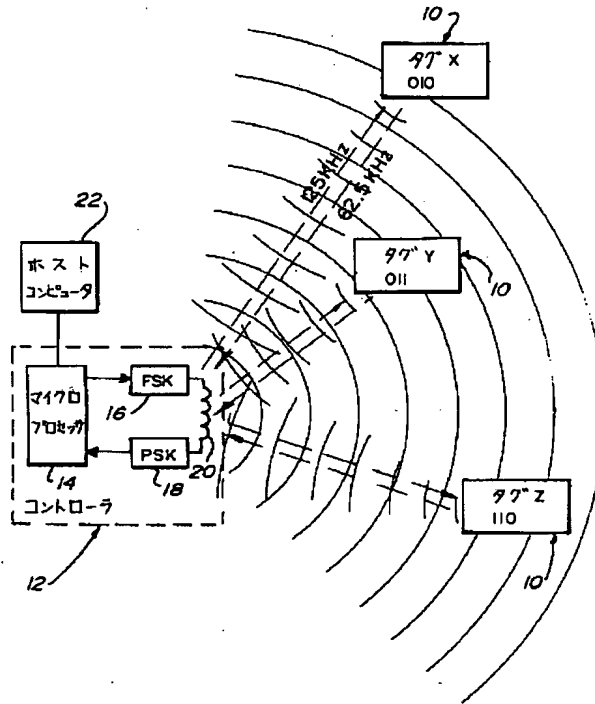 10
タグ X
010
125KHz
62.5KHz
22
ホスト
コンピュータ
タグ Y
011
10
マイクロ
プロセッサ
14
FSK
16
PSK
18
20
コントローラ
12
タグ Z
110
10